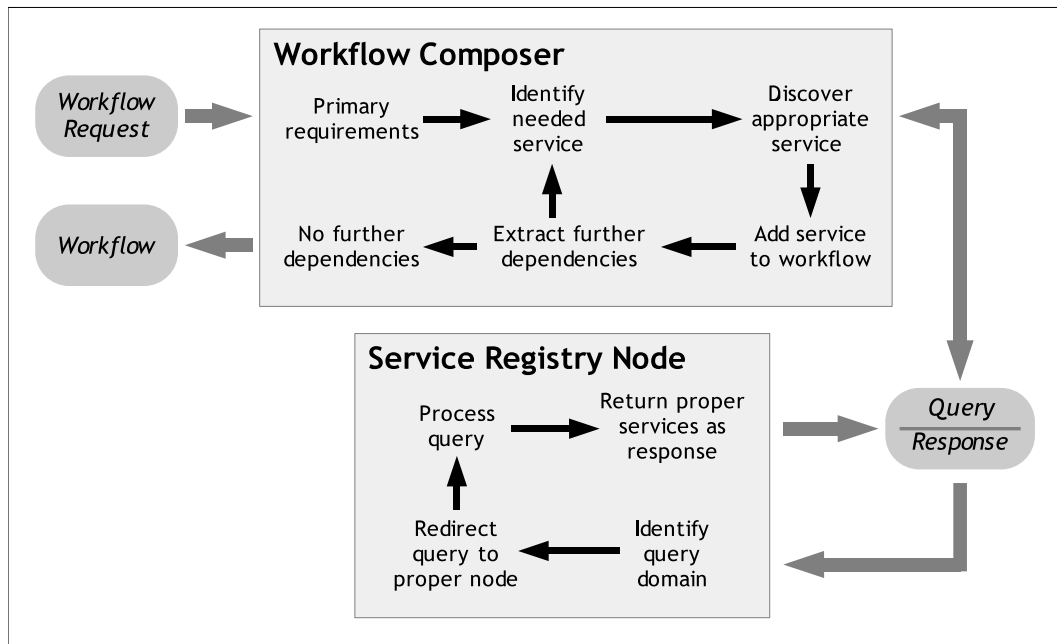 Workflow Composer
Workflow
Request
Primary
requirements
Identify
needed
service
Discover
appropriate
service
Workflow
No further
dependencies
Extract further
dependencies
Add service
to workflow
Service Registry Node
Process
query
Return proper
services as
response
Query
Response
Redirect
query to
proper node
Identify
query
domain